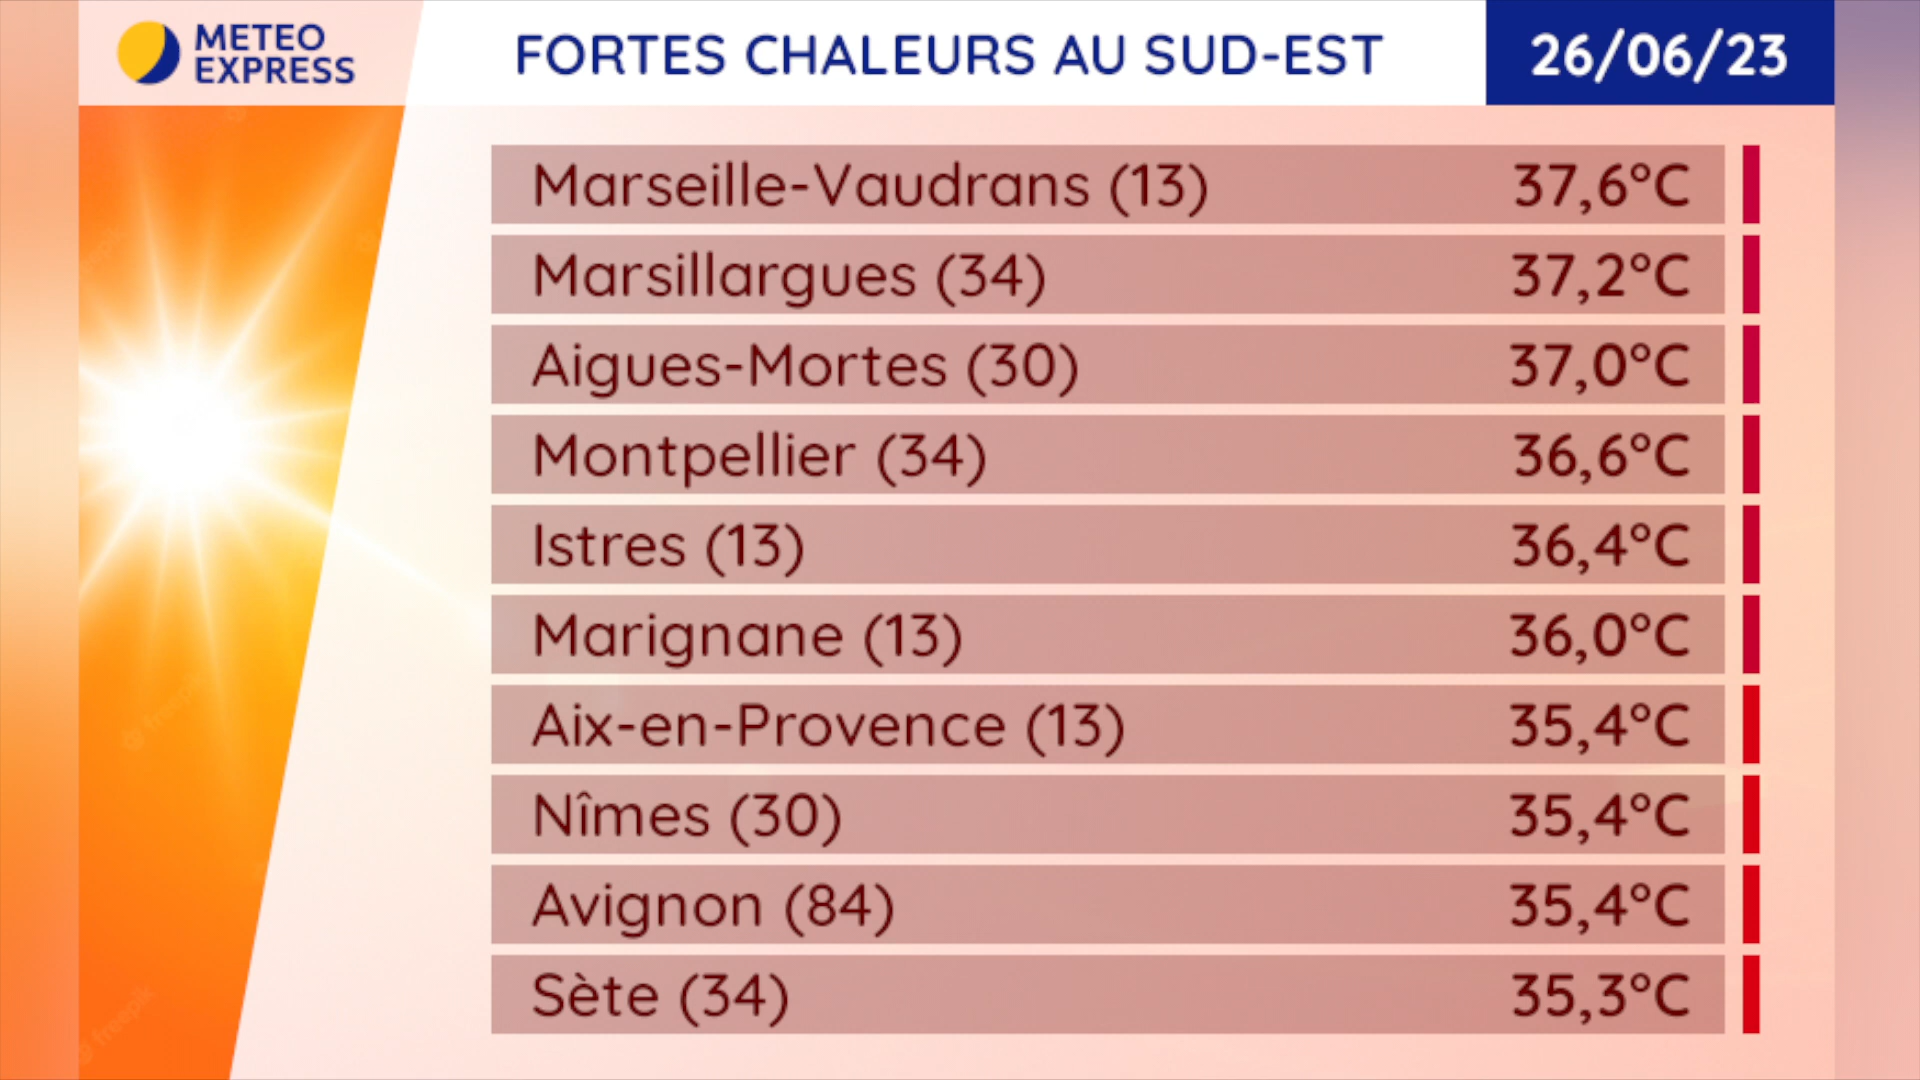 METEO
EXPRESS
FORTES CHALEURS AU SUD-EST
26/06/23
Marseille-Vaudrans (13) 37,6°C
Marsillargues (34) 37,2°C
Aigues-Mortes (30) 37,0°C
Montpellier (34) 36,6°C
Istres (13) 36,4°C
Marignane (13) 36,0°C
Aix-en-Provence (13) 35,4°C
Nîmes (30) 35,4°C
Avignon (84) 35,4°C
Sète (34) 35,3°C
freepik
freepik